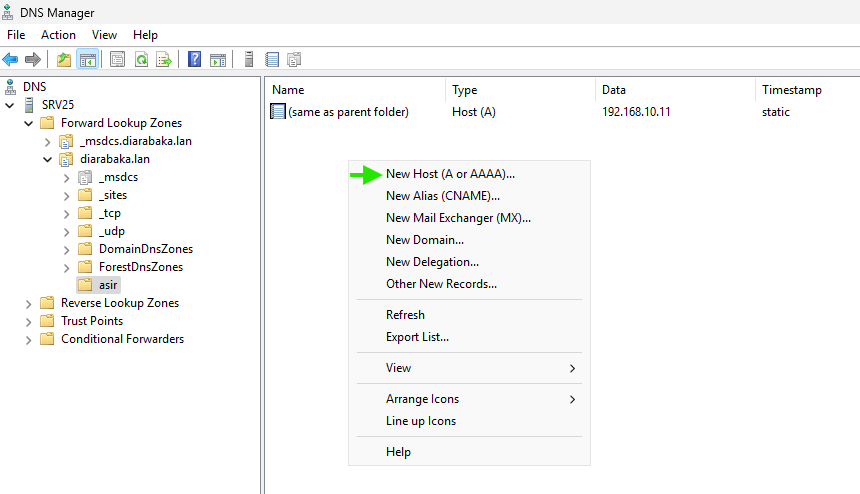 DNS Manager
File Action View Help
DNS
SRV25
Forward Lookup Zones
_msdcs.diarabaka.lan
diarabaka.lan
_msdcs
_sites
_tcp
_udp
DomainDnsZones
ForestDnsZones
asir
Reverse Lookup Zones
Trust Points
Conditional Forwarders
Name Type Data Timestamp
(same as parent folder) Host (A) 192.168.10.11 static
New Host (A or AAAA)...
New Alias (CNAME)...
New Mail Exchanger (MX)...
New Domain...
New Delegation...
Other New Records...
Refresh
Export List...
View
Arrange Icons
Line up Icons
Help